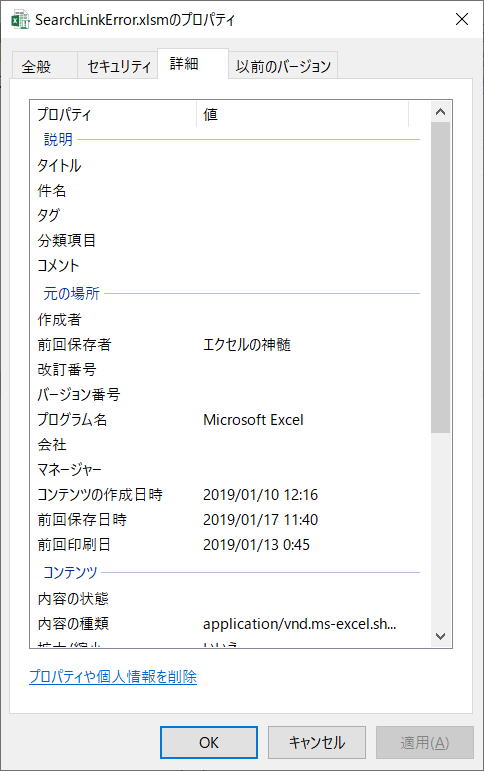 SearchLinkError.xlsmのプロパティ
全般 セキュリティ 詳細 以前のバージョン
プロパティ 値
説明
タイトル
件名
タグ
分類項目
コメント
元の場所
作成者
前回保存者 エクセルの神髄
改訂番号
バージョン番号
プログラム名 Microsoft Excel
会社
マネージャー
コンテンツの作成日時 2019/01/10 12:16
前回保存日時 2019/01/17 11:40
前回印刷日 2019/01/13 0:45
コンテンツ
内容の状態
内容の種類 application/vnd.ms-excel.sh...
拡大/縮小 いいえ
プロパティや個人情報を削除
OK キャンセル 適用(A)